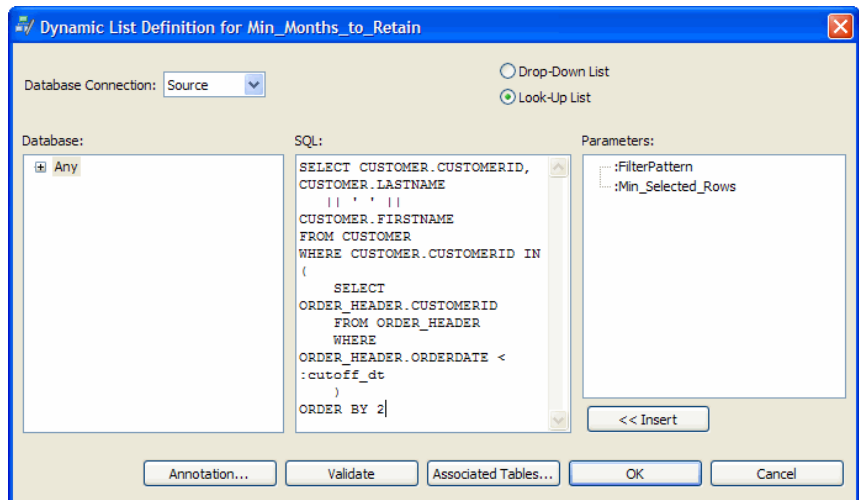 Dynamic List Definition for Min_Months_to_Retain
Database Connection: Source
Drop-Down List
Look-Up List
Database:
Any
SQL:
SELECT CUSTOMER.CUSTOMERID,
CUSTOMER.LASTNAME
|| ' ' ||
CUSTOMER.FIRSTNAME
FROM CUSTOMER
WHERE CUSTOMER.CUSTOMERID IN
(
SELECT
ORDER_HEADER.CUSTOMERID
FROM ORDER_HEADER
WHERE
ORDER_HEADER.ORDERDATE <
:cutoff_dt
)
ORDER BY 2
Parameters:
:FilterPattern
:Min_Selected_Rows
<< Insert
Annotation... Validate Associated Tables... OK Cancel